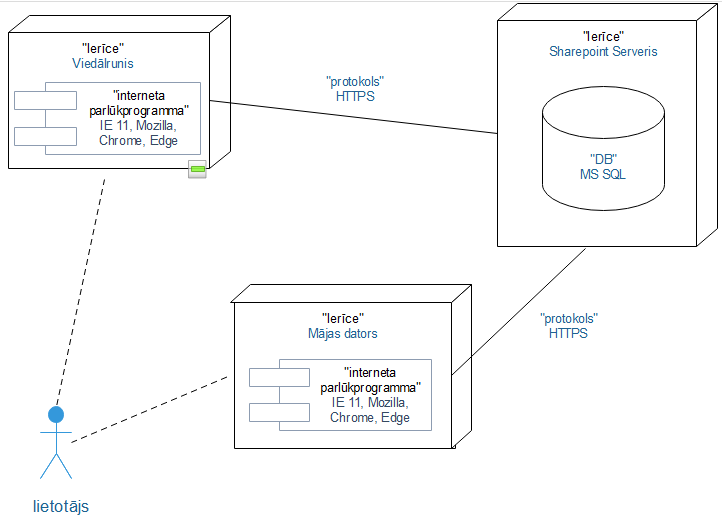 "Ierīce"
Viedālrunis
"interneta
parlūkprogramma"
IE 11, Mozilla,
Chrome, Edge
"protokols"
HTTPS
"Ierīce"
Sharepoint Serveris
"DB"
MS SQL
"Ierīce"
Mājas dators
"interneta
parlūkprogramma"
IE 11, Mozilla,
Chrome, Edge
"protokols"
HTTPS
lietotājs